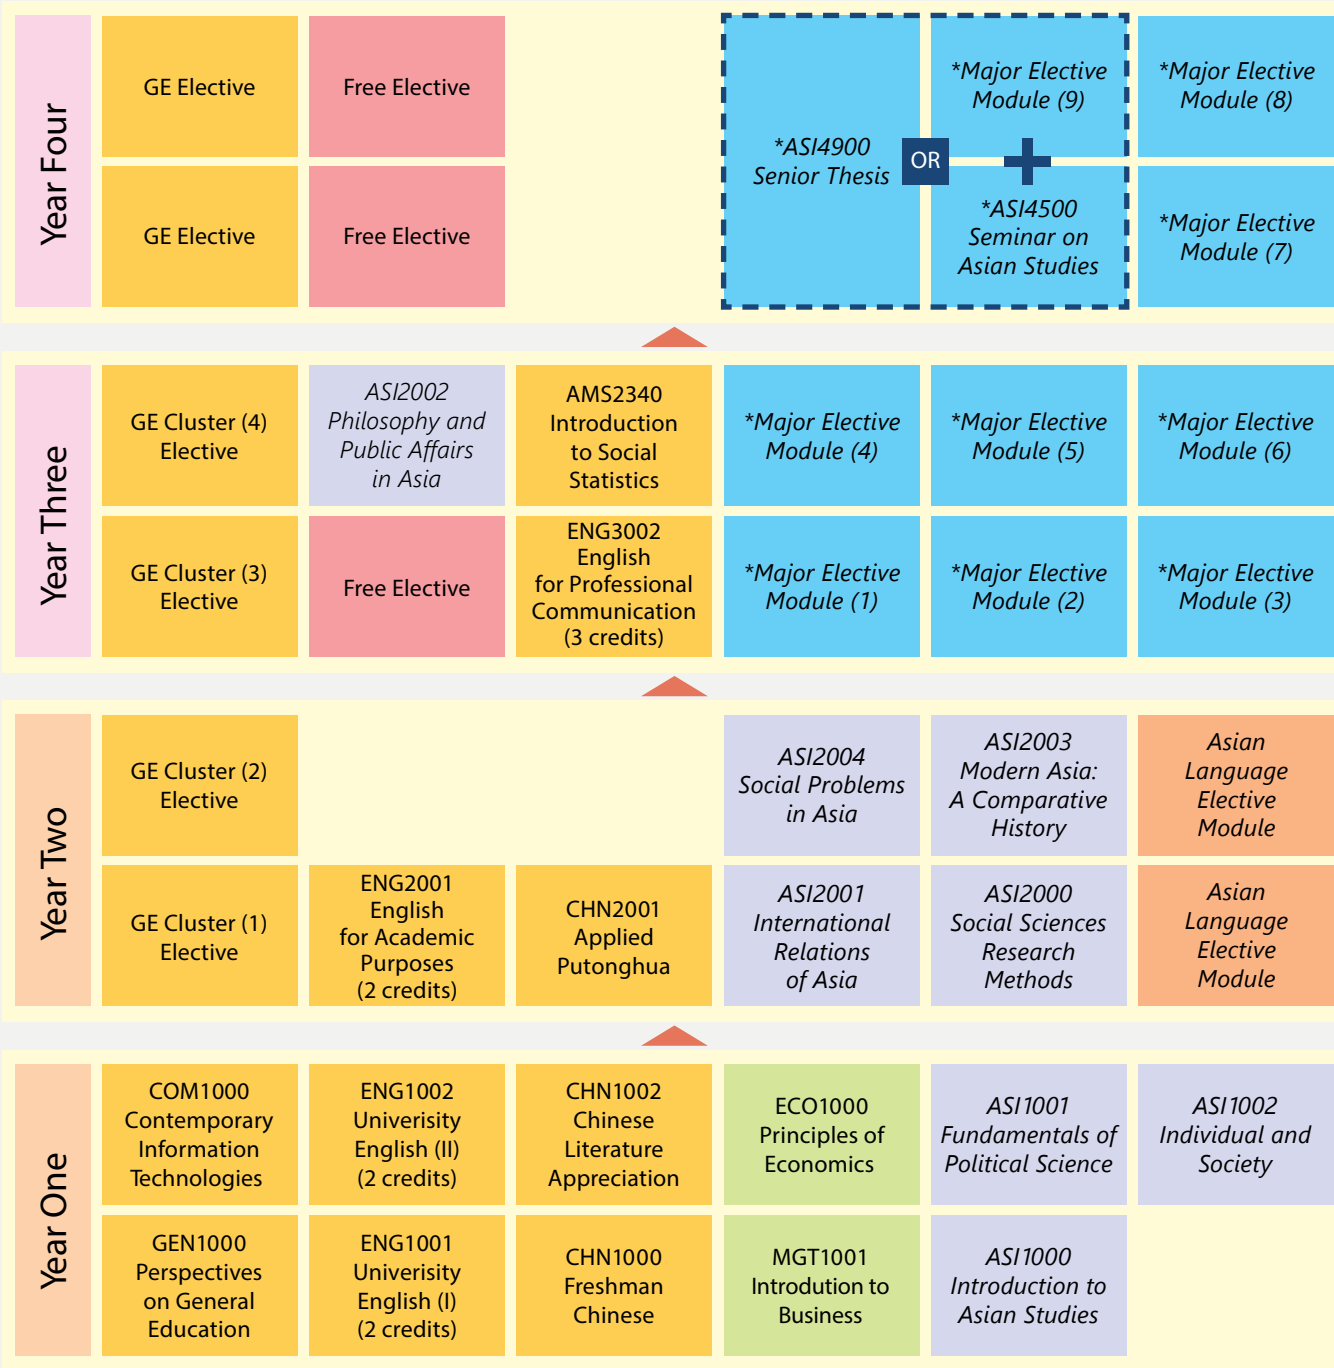 Year Four
GE Elective
Free Elective
*ASI4900
Senior Thesis
OR
*Major Elective
Module (9)
*Major Elective
Module (8)
GE Elective
Free Elective
*ASI4500
Seminar on
Asian Studies
*Major Elective
Module (7)
Year Three
GE Cluster (4)
Elective
ASI2002
Philosophy and
Public Affairs
in Asia
AMS2340
Introduction
to Social
Statistics
*Major Elective
Module (4)
*Major Elective
Module (5)
*Major Elective
Module (6)
GE Cluster (3)
Elective
Free Elective
ENG3002
English
for Professional
Communication
(3 credits)
*Major Elective
Module (1)
*Major Elective
Module (2)
*Major Elective
Module (3)
Year Two
GE Cluster (2)
Elective
ASI2004
Social Problems
in Asia
ASI2003
Modern Asia:
A Comparative
History
Asian
Language
Elective
Module
GE Cluster (1)
Elective
ENG2001
English
for Academic
Purposes
(2 credits)
CHN2001
Applied
Putonghua
ASI2001
International
Relations
of Asia
ASI2000
Social Sciences
Research
Methods
Asian
Language
Elective
Module
Year One
COM1000
Contemporary
Information
Technologies
ENG1002
Univerisity
English (II)
(2 credits)
CHN1002
Chinese
Literature
Appreciation
ECO1000
Principles of
Economics
ASI1001
Fundamentals of
Political Science
ASI1002
Individual and
Society
GEN1000
Perspectives
on General
Education
ENG1001
Univerisity
English (I)
(2 credits)
CHN1000
Freshman
Chinese
MGT1001
Introdution to
Business
ASI1000
Introduction to
Asian Studies